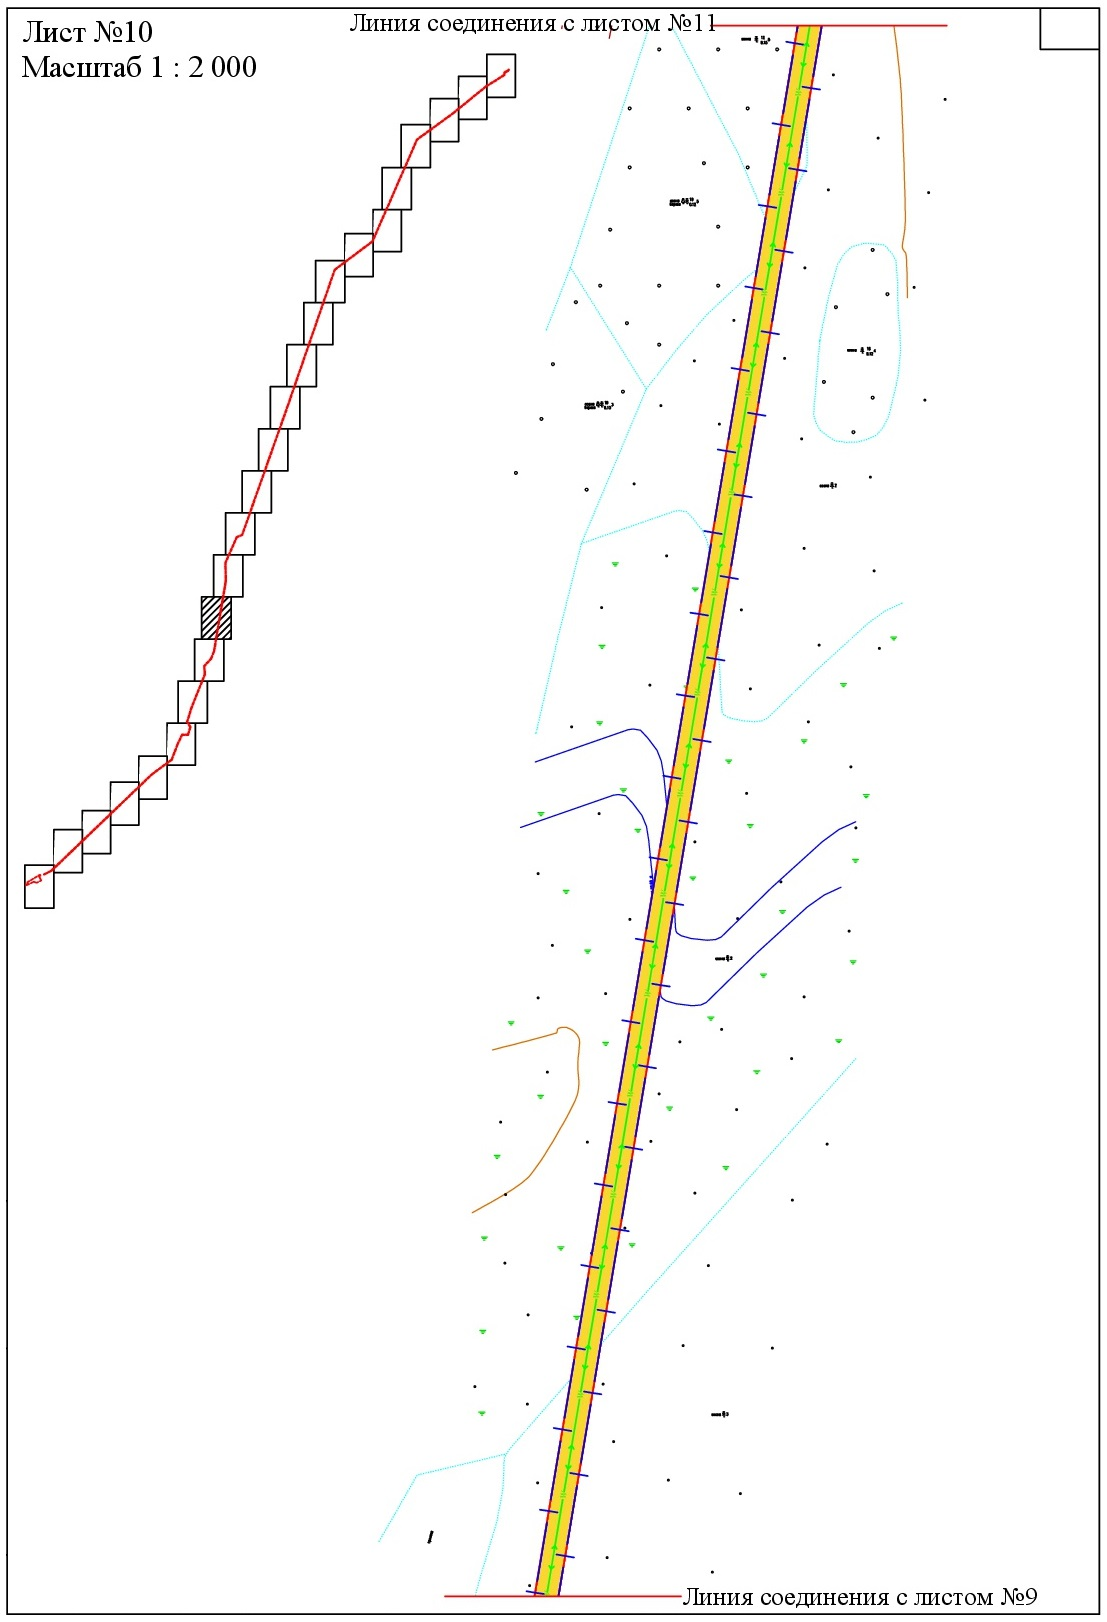 Линия соединения с листом №11
Лист №10
Масштаб 1 : 2 000
Линия соединения с листом №9